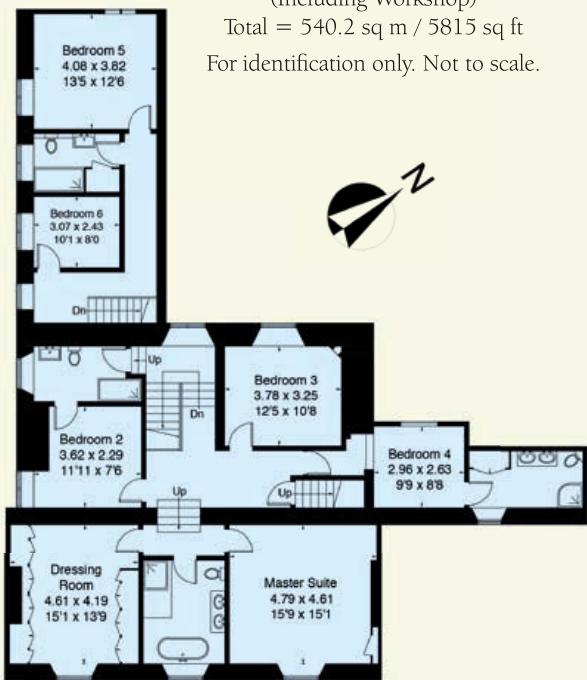 (Including Workshop)
Total = 540.2 sq m / 5815 sq ft
For identification only. Not to scale.
N
Bedroom 5
4.08 x 3.82
13'5 x 12'6
Bedroom 6
3.07 x 2.43
10'1 x 8'0
Dn
Up
Dn
Bedroom 3
3.78 x 3.25
12'5 x 10'8
Bedroom 2
3.62 x 2.29
11'11 x 7'6
Bedroom 4
2.96 x 2.63
9'9 x 8'8
Up
Up
Dressing
Room
4.61 x 4.19
15'1 x 13'9
Master Suite
4.79 x 4.61
15'9 x 15'1